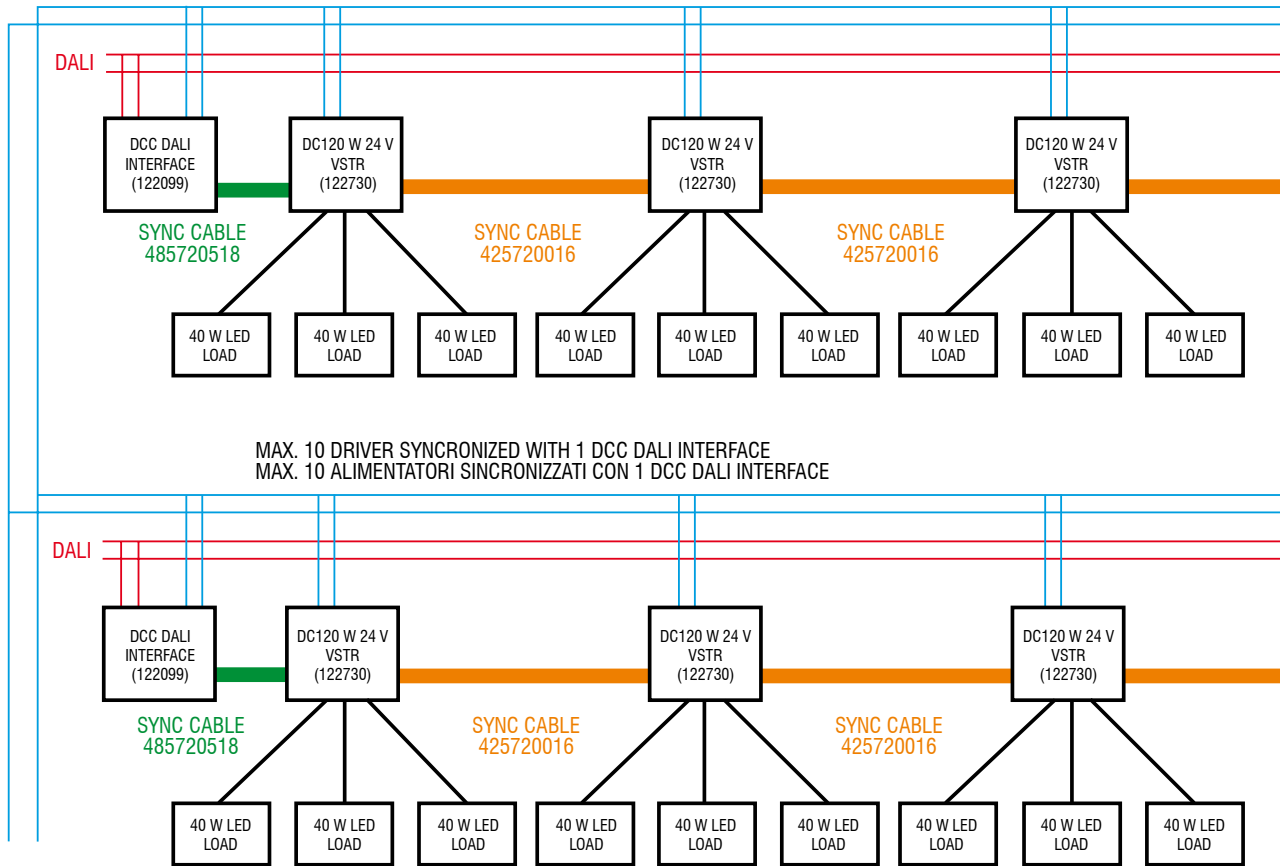 DALI
DCC DALI
INTERFACE
(122099)
DC120 W 24 V
VSTR
(122730)
DC120 W 24 V
VSTR
(122730)
DC120 W 24 V
VSTR
(122730)
SYNC CABLE
485720518
SYNC CABLE
425720016
SYNC CABLE
425720016
40 W LED
LOAD
40 W LED
LOAD
40 W LED
LOAD
40 W LED
LOAD
40 W LED
LOAD
40 W LED
LOAD
40 W LED
LOAD
40 W LED
LOAD
40 W LED
LOAD
MAX. 10 DRIVER SYNCRONIZED WITH 1 DCC DALI INTERFACE
MAX. 10 ALIMENTATORI SINCRONIZZATI CON 1 DCC DALI INTERFACE
DALI
DCC DALI
INTERFACE
(122099)
DC120 W 24 V
VSTR
(122730)
DC120 W 24 V
VSTR
(122730)
DC120 W 24 V
VSTR
(122730)
SYNC CABLE
485720518
SYNC CABLE
425720016
SYNC CABLE
425720016
40 W LED
LOAD
40 W LED
LOAD
40 W LED
LOAD
40 W LED
LOAD
40 W LED
LOAD
40 W LED
LOAD
40 W LED
LOAD
40 W LED
LOAD
40 W LED
LOAD